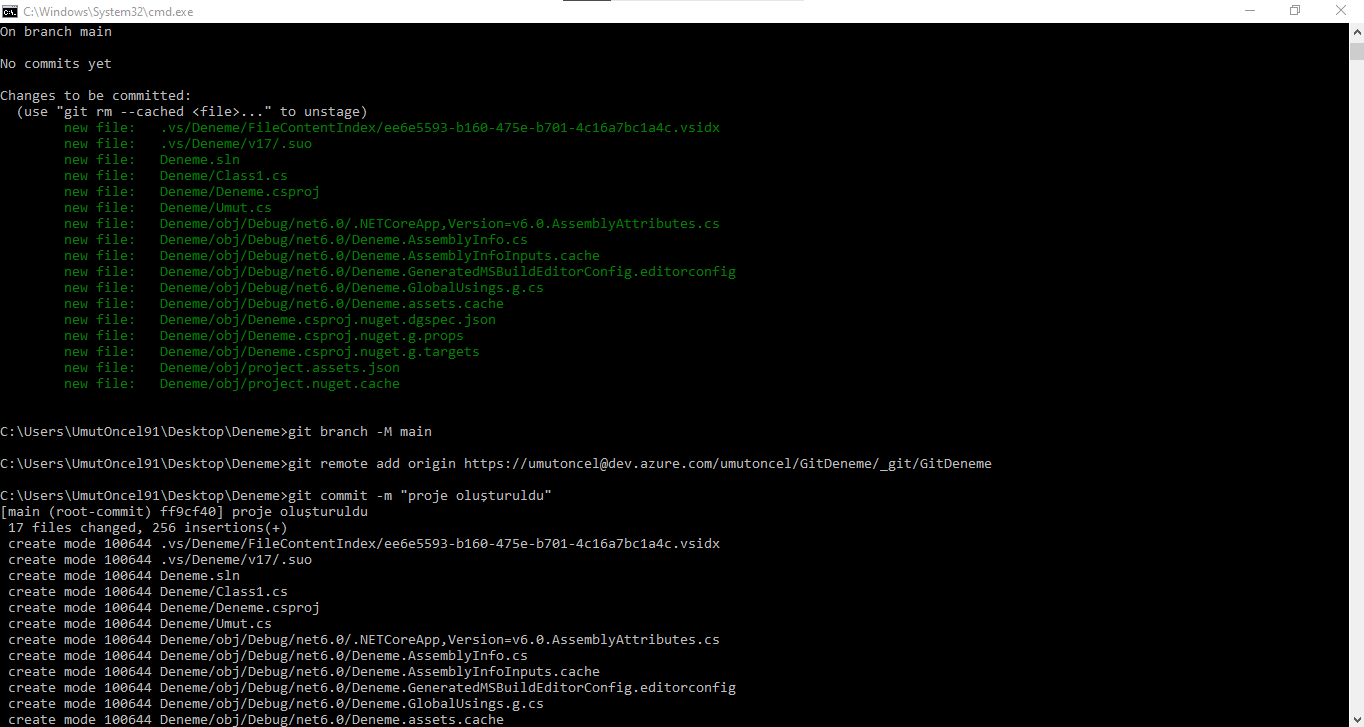 C:\Windows\System32\cmd.exe
On branch main
No commits yet
Changes to be committed:
(use "git rm --cached <file>..." to unstage)
new file: .vs/Deneme/FileContentIndex/ee6e5593-b160-475e-b701-4c16a7bc1a4c.vsidx
new file: .vs/Deneme/v17/.suo
new file: Deneme.sln
new file: Deneme/Class1.cs
new file: Deneme/Deneme.csproj
new file: Deneme/Umut.cs
new file: Deneme/obj/Debug/net6.0/.NETCoreApp,Version=v6.0.AssemblyAttributes.cs
new file: Deneme/obj/Debug/net6.0/Deneme.AssemblyInfo.cs
new file: Deneme/obj/Debug/net6.0/Deneme.AssemblyInfoInputs.cache
new file: Deneme/obj/Debug/net6.0/Deneme.GeneratedMSBuildEditorConfig.editorconfig
new file: Deneme/obj/Debug/net6.0/Deneme.GlobalUsings.g.cs
new file: Deneme/obj/Debug/net6.0/Deneme.assets.cache
new file: Deneme/obj/Deneme.csproj.nuget.dgspec.json
new file: Deneme/obj/Deneme.csproj.nuget.g.props
new file: Deneme/obj/Deneme.csproj.nuget.g.targets
new file: Deneme/obj/project.assets.json
new file: Deneme/obj/project.nuget.cache
C:\Users\UmutOncel91\Desktop\Deneme>git branch -M main
C:\Users\UmutOncel91\Desktop\Deneme>git remote add origin https://umutoncel@dev.azure.com/umutoncel/GitDeneme/_git/GitDeneme
C:\Users\UmutOncel91\Desktop\Deneme>git commit -m "proje oluşturuldu"
[main (root-commit) ff9cf40] proje oluşturuldu
17 files changed, 256 insertions(+)
create mode 100644 .vs/Deneme/FileContentIndex/ee6e5593-b160-475e-b701-4c16a7bc1a4c.vsidx
create mode 100644 .vs/Deneme/v17/.suo
create mode 100644 Deneme.sln
create mode 100644 Deneme/Class1.cs
create mode 100644 Deneme/Deneme.csproj
create mode 100644 Deneme/Umut.cs
create mode 100644 Deneme/obj/Debug/net6.0/.NETCoreApp,Version=v6.0.AssemblyAttributes.cs
create mode 100644 Deneme/obj/Debug/net6.0/Deneme.AssemblyInfo.cs
create mode 100644 Deneme/obj/Debug/net6.0/Deneme.AssemblyInfoInputs.cache
create mode 100644 Deneme/obj/Debug/net6.0/Deneme.GeneratedMSBuildEditorConfig.editorconfig
create mode 100644 Deneme/obj/Debug/net6.0/Deneme.GlobalUsings.g.cs
create mode 100644 Deneme/obj/Debug/net6.0/Deneme.assets.cache